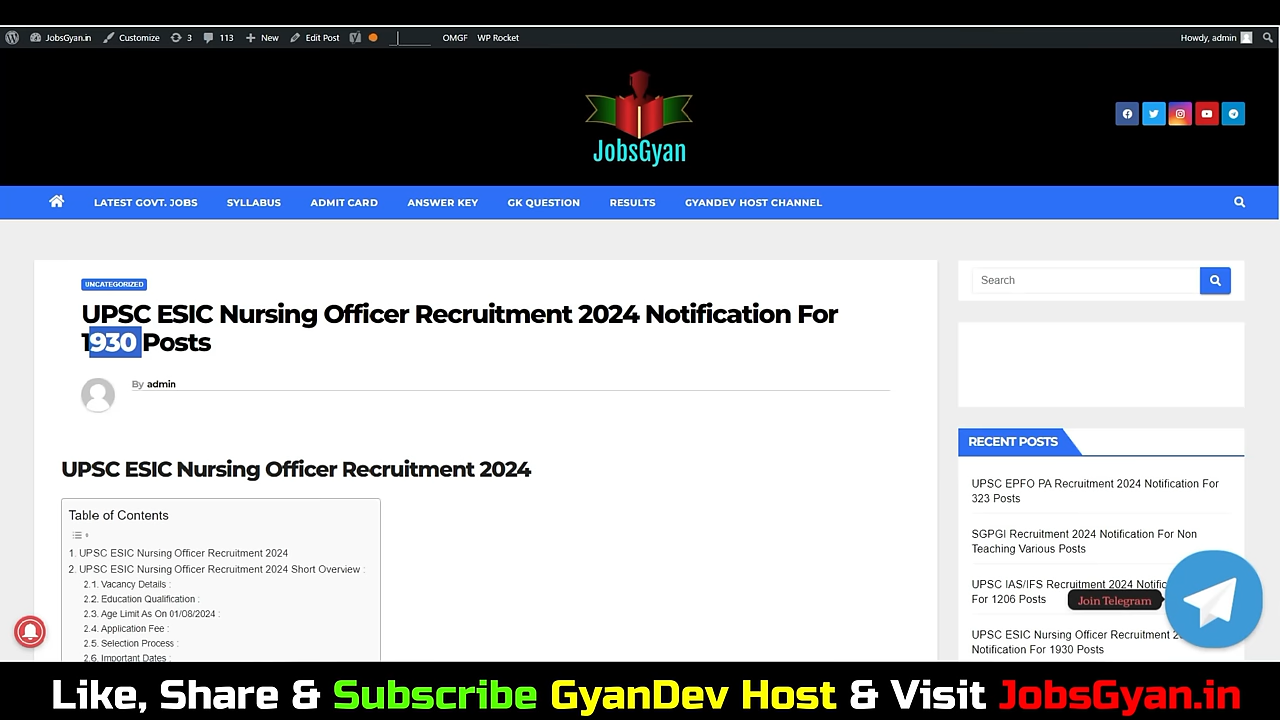 JobsGyan.in Customize 3 113 New Edit Post OMGF WP Rocket Howdy, admin
JobsGyan
LATEST GOVT. JOBS SYLLABUS ADMIT CARD ANSWER KEY GK QUESTION RESULTS GYANDEV HOST CHANNEL
UNCATEGORIZED
UPSC ESIC Nursing Officer Recruitment 2024 Notification For
1930 Posts
By admin
UPSC ESIC Nursing Officer Recruitment 2024
Table of Contents
1. UPSC ESIC Nursing Officer Recruitment 2024
2. UPSC ESIC Nursing Officer Recruitment 2024 Short Overview :
2.1. Vacancy Details :
2.2. Education Qualification :
2.3. Age Limit As On 01/08/2024 :
2.4. Application Fee :
2.5. Selection Process :
2.6. Important Dates :
Search
RECENT POSTS
UPSC EPFO PA Recruitment 2024 Notification For
323 Posts
SGPGI Recruitment 2024 Notification For Non
Teaching Various Posts
UPSC IAS/IFS Recruitment 2024
For 1206 Posts
Join Telegram
UPSC ESIC Nursing Officer Recruitment
Notification For 1930 Posts
Like, Share & Subscribe GyanDev Host & Visit JobsGyan.in